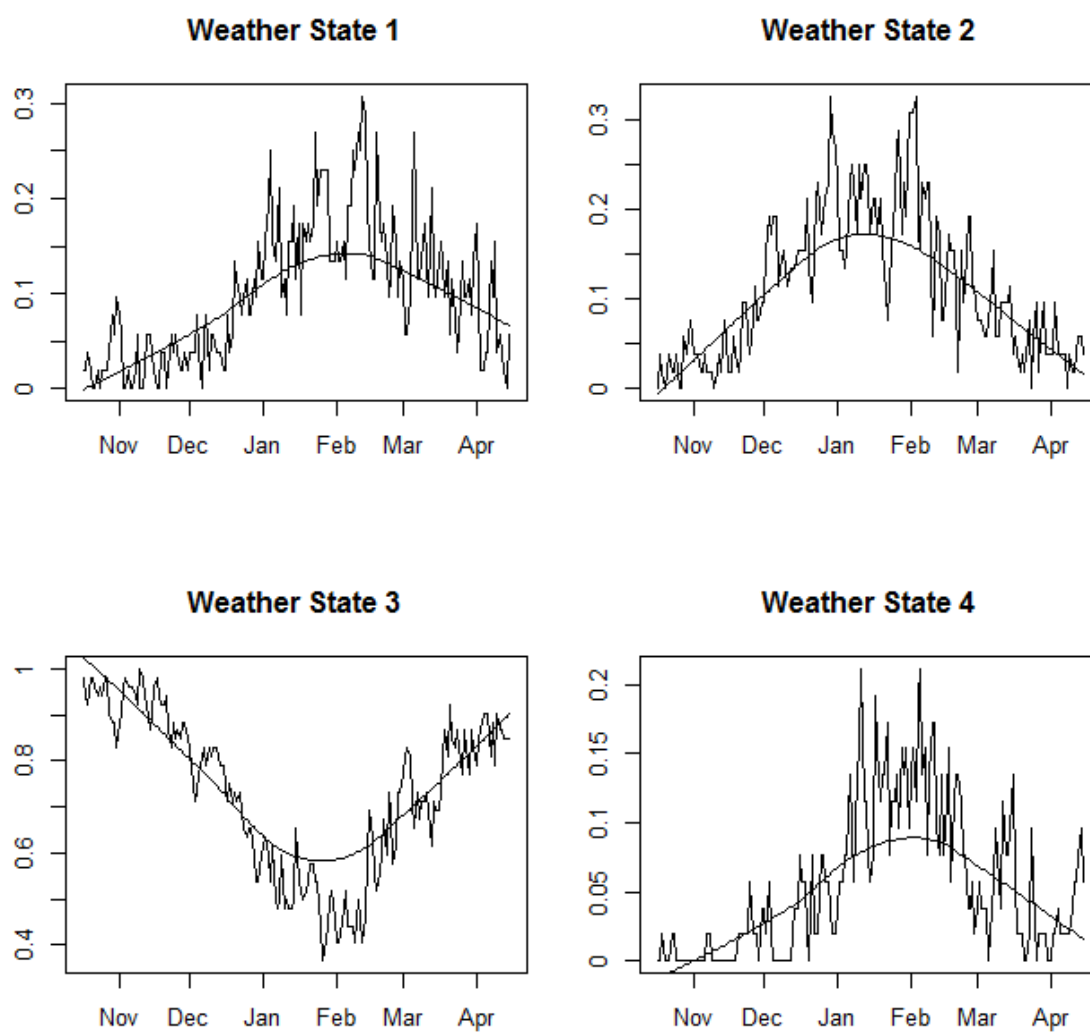 Weather State 1
0.3
0.2
0.1
0
Nov Dec Jan Feb Mar Apr
Weather State 2
0.3
0.2
0.1
0
Nov Dec Jan Feb Mar Apr
Weather State 3
1
0.8
0.6
0.4
Nov Dec Jan Feb Mar Apr
Weather State 4
0.2
0.15
0.1
0.05
0
Nov Dec Jan Feb Mar Apr